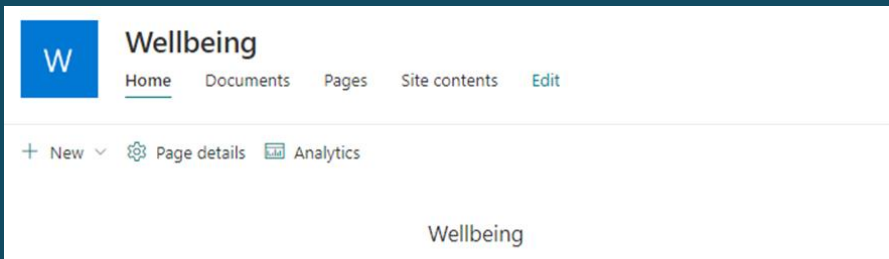 W
Wellbeing
Home Documents Pages Site contents Edit
+ New Page details Analytics
Wellbeing